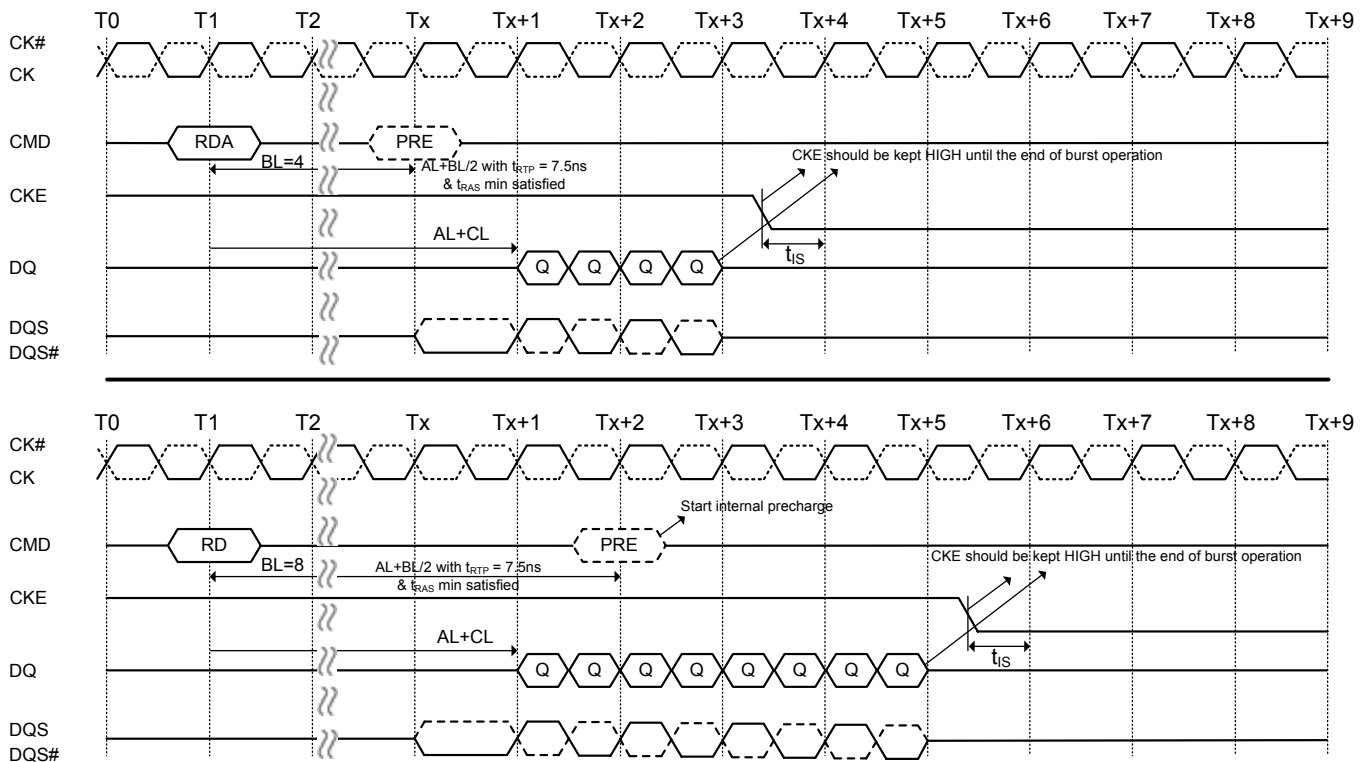 T0 T1 T2 Tx Tx+1 Tx+2 Tx+3 Tx+4 Tx+5 Tx+6 Tx+7 Tx+8 Tx+9
CK#
CK
CMD RDA PRE
BL=4 AL+BL/2 with tRTP = 7.5ns
& tRAS min satisfied
CKE should be kept HIGH until the end of burst operation
CKE
AL+CL
tIS
DQ Q Q Q Q
DQS
DQS#
T0 T1 T2 Tx Tx+1 Tx+2 Tx+3 Tx+4 Tx+5 Tx+6 Tx+7 Tx+8 Tx+9
CK#
CK
Start internal precharge
CMD RD PRE
CKE should be kept HIGH until the end of burst operation
BL=8 AL+BL/2 with tRTP = 7.5ns
& tRAS min satisfied
CKE
AL+CL
tIS
DQ Q Q Q Q Q Q Q Q
DQS
DQS#